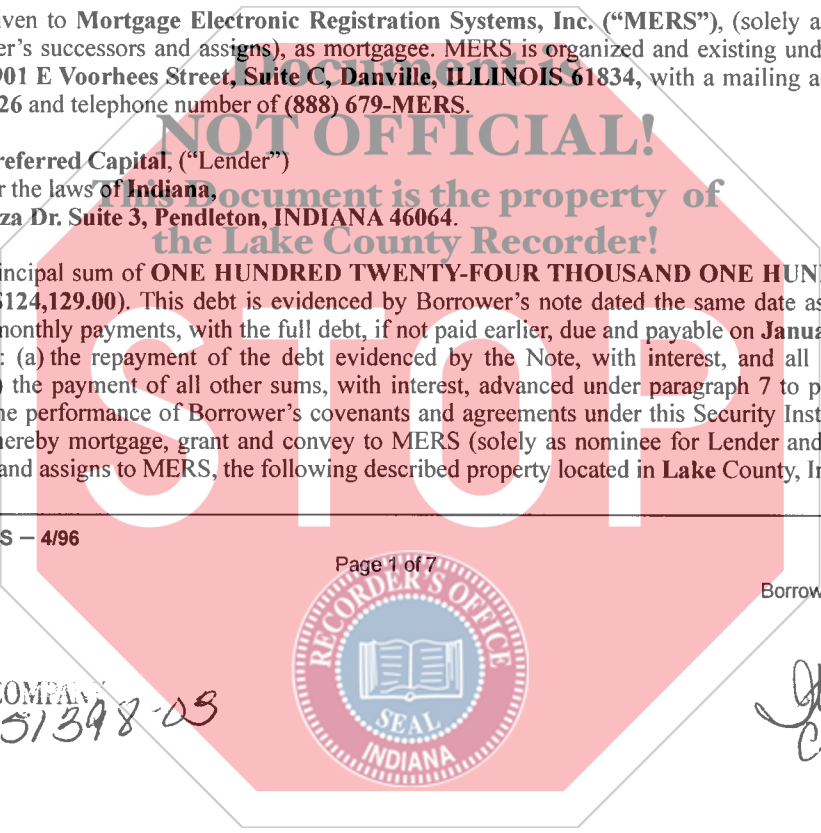 iven to Mortgage Electronic Registration Systems, Inc. (“MERS”), (solely a
er’s successors and assigns), as mortgagee. MERS is organized and existing und
901 E Voorhees Street, Suite C, Danville, ILLINOIS 61834, with a mailing a
26 and telephone number of (888) 679-MERS.
Document is
NOT OFFICIAL!
This Document is the property of
the Lake County Recorder!
referred Capital, (“Lender”)
r the laws of Indiana,
za Dr. Suite 3, Pendleton, INDIANA 46064.
incipal sum of ONE HUNDRED TWENTY-FOUR THOUSAND ONE HUN
$124,129.00). This debt is evidenced by Borrower’s note dated the same date as
monthly payments, with the full debt, if not paid earlier, due and payable on Janua
: (a) the repayment of the debt evidenced by the Note, with interest, and all
) the payment of all other sums, with interest, advanced under paragraph 7 to p
he performance of Borrower’s covenants and agreements under this Security Inst
hereby mortgage, grant and convey to MERS (solely as nominee for Lender and
and assigns to MERS, the following described property located in Lake County, In
STOP
S – 4/96
Page 1 of 7
Borrow
RECORDER'S OFFICE
SEAL
INDIANA
COMPANY
51398-03